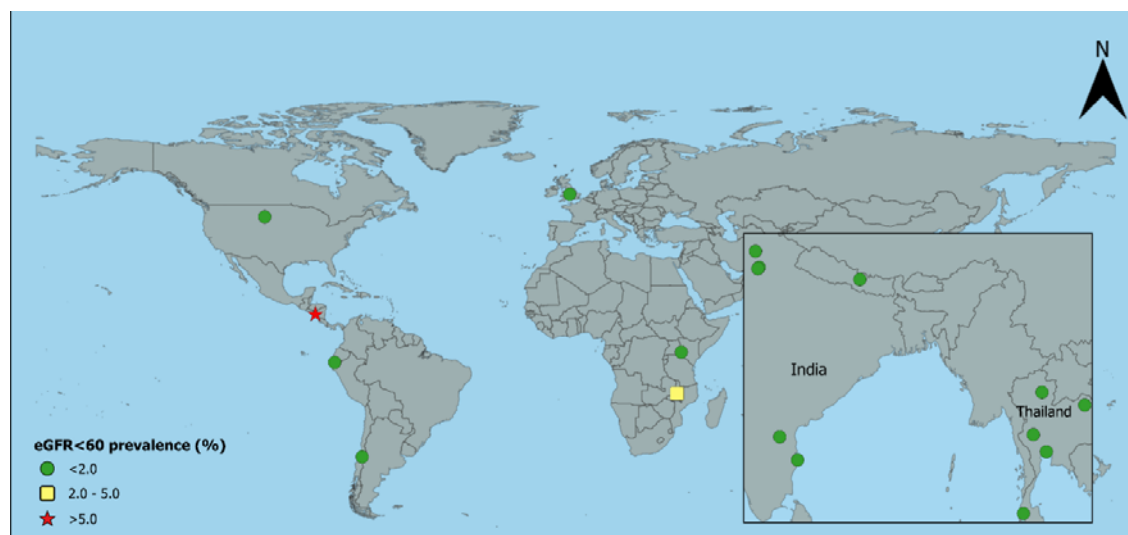 N
India
Thailand
eGFR<60 prevalence (%)
<2.0
2.0 - 5.0
>5.0